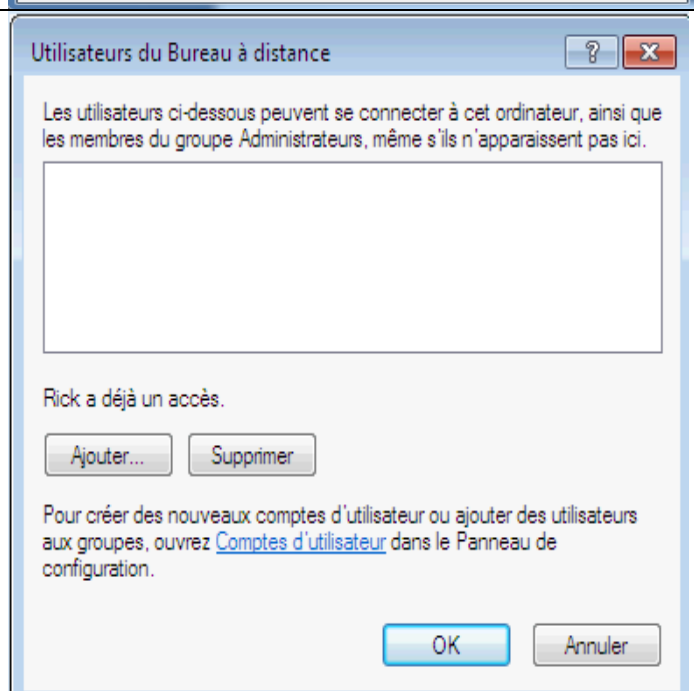 Utilisateurs du Bureau à distance
Les utilisateurs ci-dessous peuvent se connecter à cet ordinateur, ainsi que
les membres du groupe Administrateurs, même s'ils n'apparaissent pas ici.
Rick a déjà un accès.
Ajouter... Supprimer
Pour créer des nouveaux comptes d'utilisateur ou ajouter des utilisateurs
aux groupes, ouvrez Comptes d'utilisateur dans le Panneau de
configuration.
OK Annuler